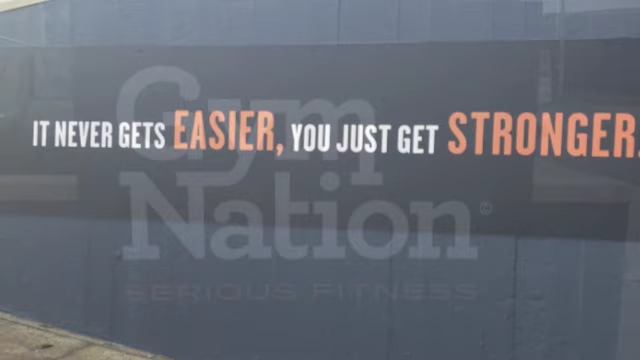 IT NEVER GETS EASIER, YOU JUST GET STRONGER.
Gym
Nation ©
SERIOUS FITNESS